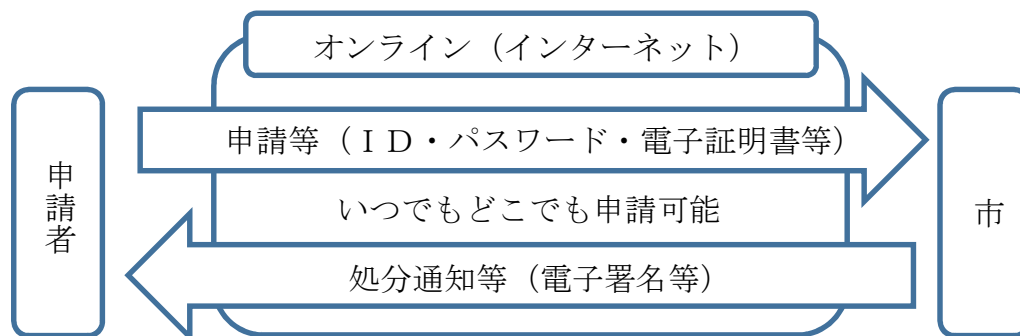 オンライン（インターネット）
申請等（ＩＤ・パスワード・電子証明書等）
申請者
いつでもどこでも申請可能
市
処分通知等（電子署名等）